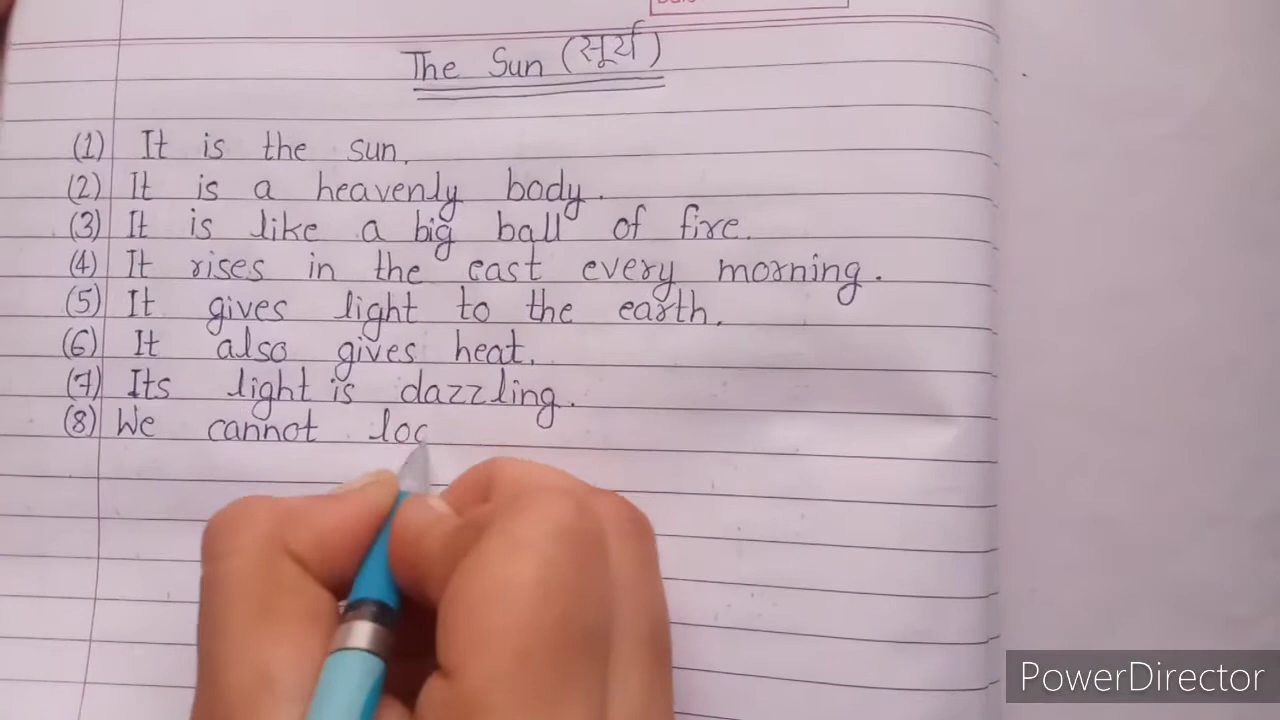 The Sun (सूर्य)
(1) It is the sun.
(2) It is a heavenly body.
(3) It is like a big ball of fire.
(4) It rises in the east every morning.
(5) It gives light to the earth.
(6) It also gives heat.
(7) Its light is dazzling.
(8) We cannot loo
PowerDirector